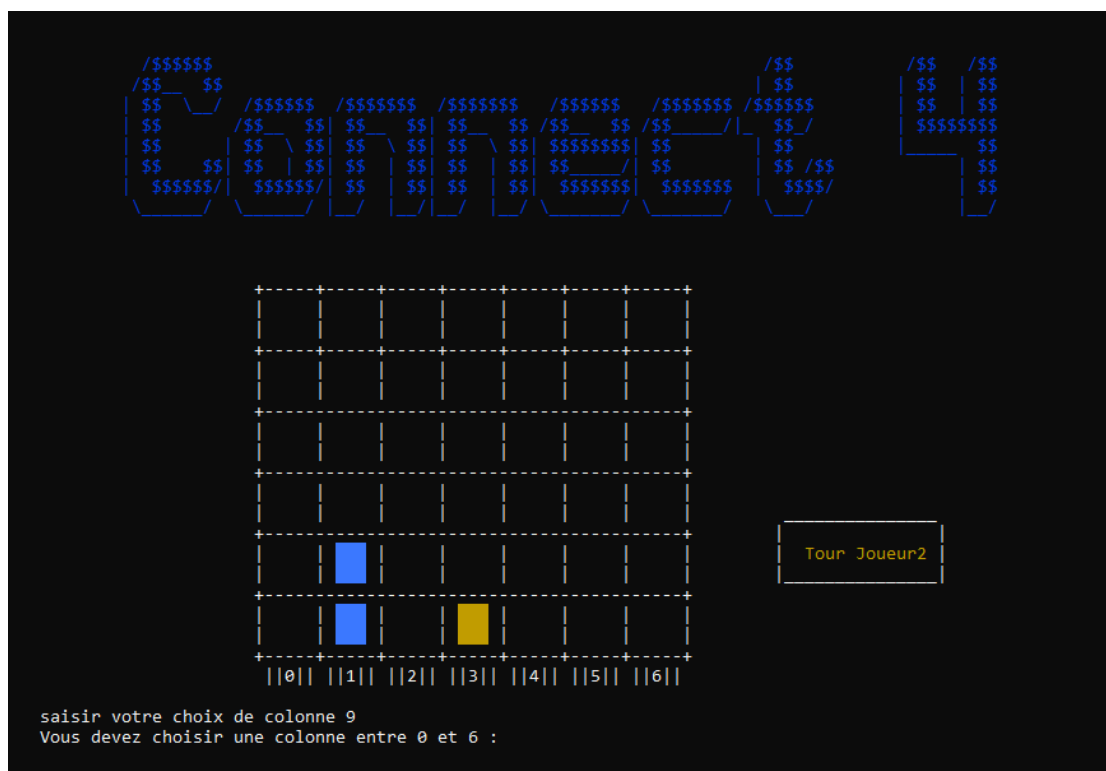 Connect 4
Tour Joueur2
||0|| ||1|| ||2|| ||3|| ||4|| ||5|| ||6||
saisir votre choix de colonne 9
Vous devez choisir une colonne entre 0 et 6 :